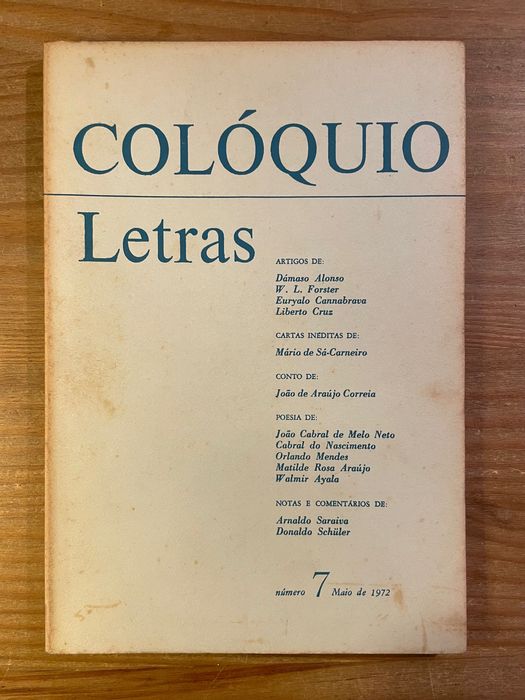 COLÓQUIO
Letras
ARTIGOS DE:
Dámaso Alonso
W. L. Forster
Euryalo Cannabrava
Liberto Cruz
CARTAS INÉDITAS DE:
Mário de Sá-Carneiro
CONTO DE:
João de Araújo Correia
POESIA DE:
João Cabral de Melo Neto
Cabral do Nascimento
Orlando Mendes
Matilde Rosa Araújo
Walmir Ayala
NOTAS E COMENTÁRIOS DE:
Arnaldo Saraiva
Donaldo Schüler
número 7 Maio de 1972